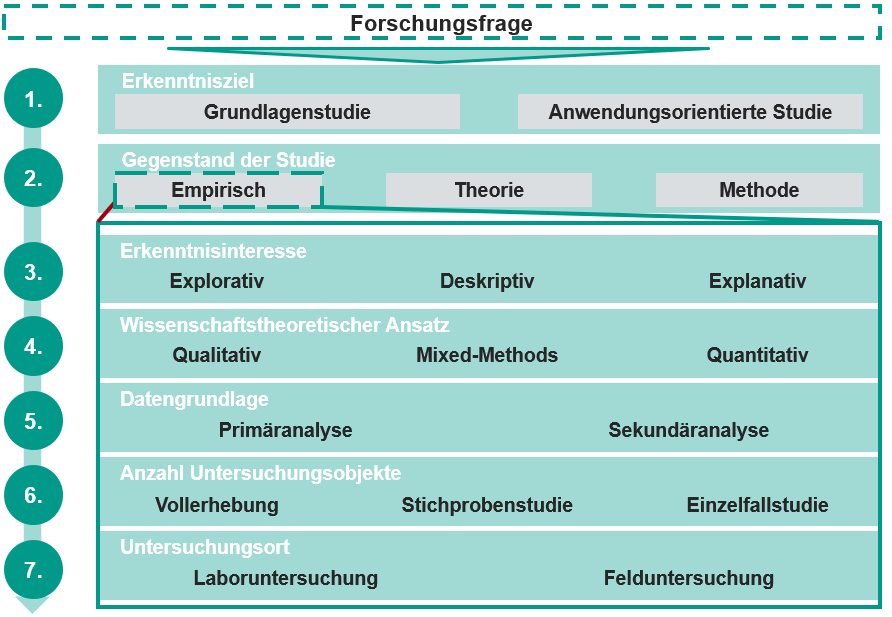 Forschungsfrage
1.
Erkenntnisziel
Grundlagenstudie Anwendungsorientierte Studie
2.
Gegenstand der Studie
Empirisch Theorie Methode
3.
Erkenntnisinteresse
Explorativ Deskriptiv Explanativ
4.
Wissenschaftstheoretischer Ansatz
Qualitativ Mixed-Methods Quantitativ
5.
Datengrundlage
Primäranalyse Sekundäranalyse
6.
Anzahl Untersuchungsobjekte
Vollerhebung Stichprobenstudie Einzelfallstudie
7.
Untersuchungsort
Laboruntersuchung Felduntersuchung